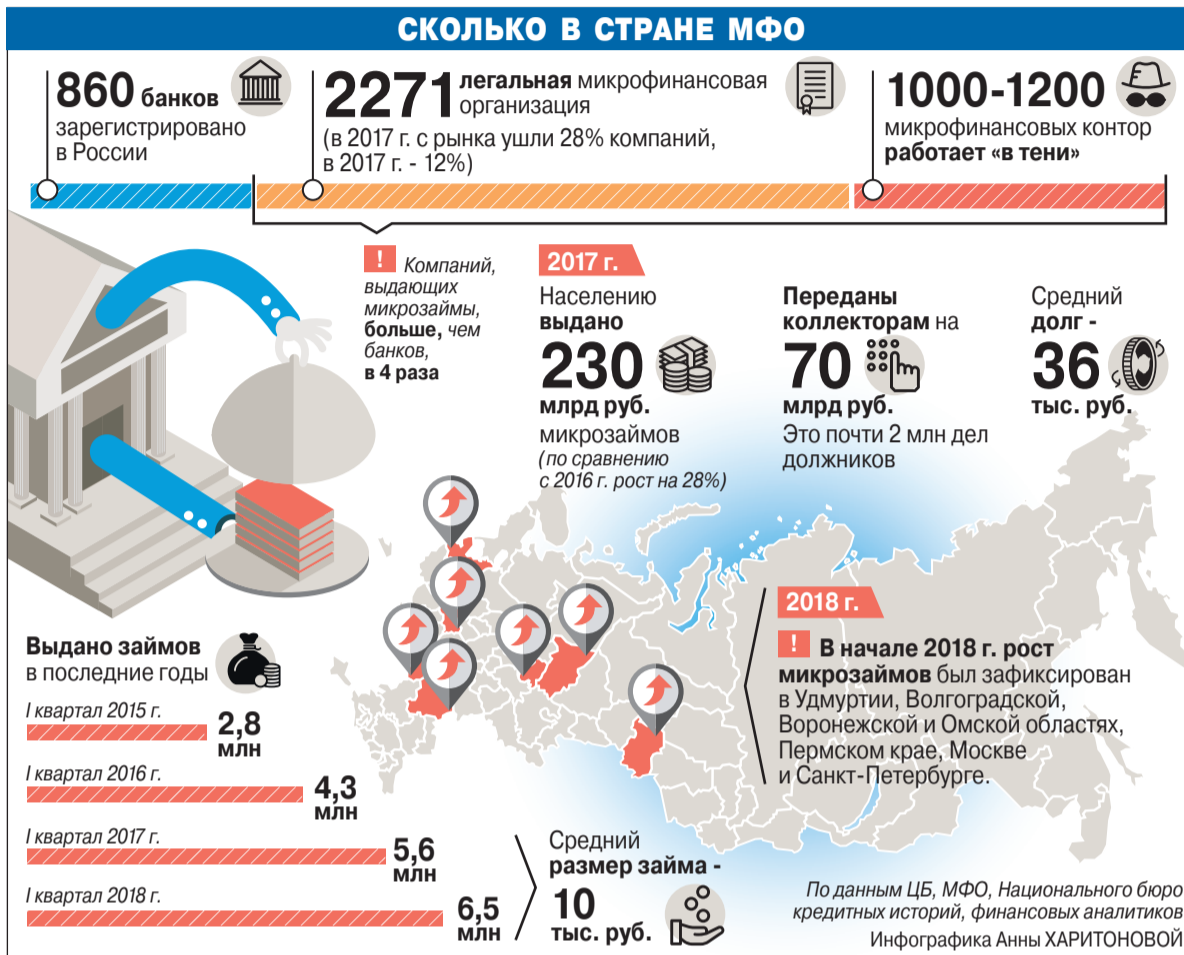 СКОЛЬКО В СТРАНЕ МФО
860 банков
зарегистрировано
в России
2271 легальная микрофинансовая
организация
(в 2017 г. с рынка ушли 28% компаний,
в 2017 г. - 12%)
1000-1200
микрофинансовых контор
работает «в тени»
! Компаний,
выдающих
микрозаймы,
больше, чем
банков,
в 4 раза
2017 г.
Населению
выдано
230
млрд руб.
микрозаймов
(по сравнению
с 2016 г. рост на 28%)
Переданы
коллекторам на
70
млрд руб.
Это почти 2 млн дел
должников
Средний
долг -
36
тыс. руб.
2018 г.
! В начале 2018 г. рост
микрозаймов был зафиксирован
в Удмуртии, Волгоградской,
Воронежской и Омской областях,
Пермском крае, Москве
и Санкт-Петербурге.
Выдано займов
в последние годы
I квартал 2015 г.
2,8
млн
I квартал 2016 г.
4,3
млн
I квартал 2017 г.
5,6
млн
I квартал 2018 г.
6,5
млн
Средний
размер займа -
10
тыс. руб.
По данным ЦБ, МФО, Национального бюро
кредитных историй, финансовых аналитиков
Инфографика Анны ХАРИТОНОВОЙ